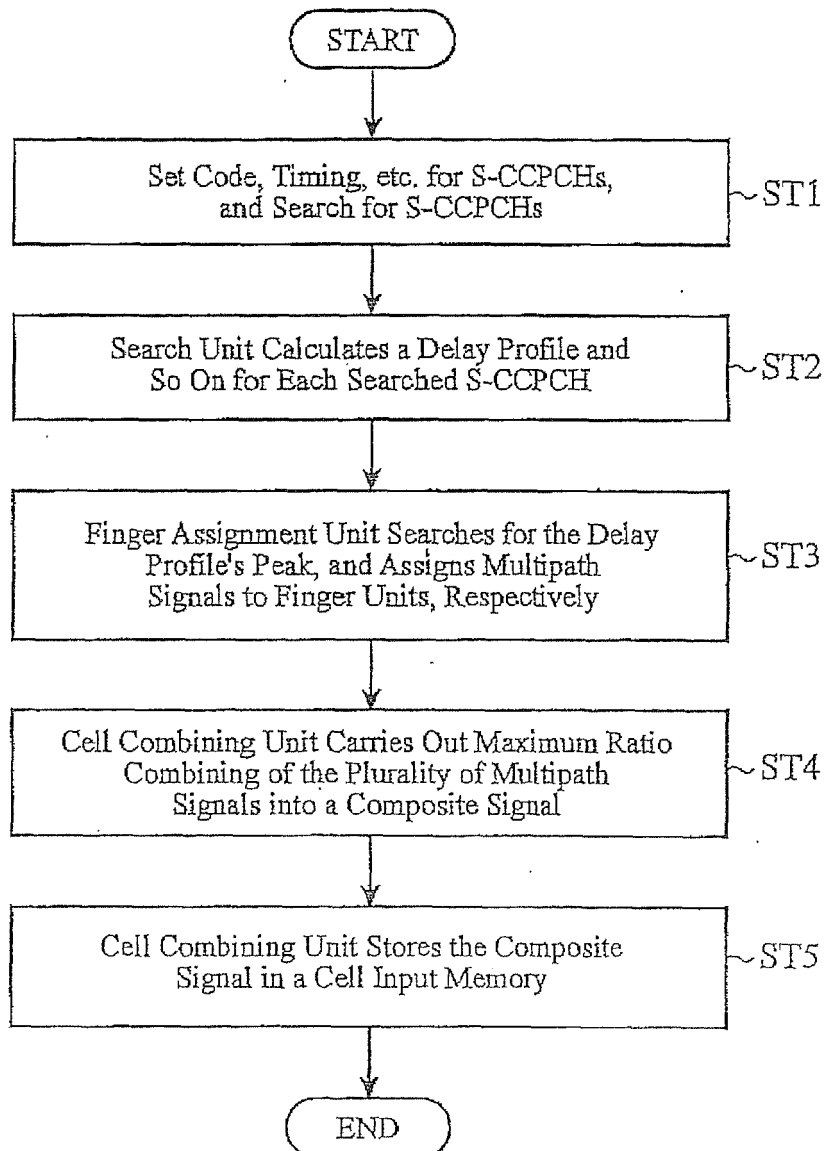 START
Set Code, Timing, etc. for S-CCPCHs,
and Search for S-CCPCHs
ST1
Search Unit Calculates a Delay Profile and
So On for Each Searched S-CCPCH
ST2
Finger Assignment Unit Searches for the Delay
Profile's Peak, and Assigns Multipath
Signals to Finger Units, Respectively
ST3
Cell Combining Unit Carries Out Maximum Ratio
Combining of the Plurality of Multipath
Signals into a Composite Signal
ST4
Cell Combining Unit Stores the Composite
Signal in a Cell Input Memory
ST5
END